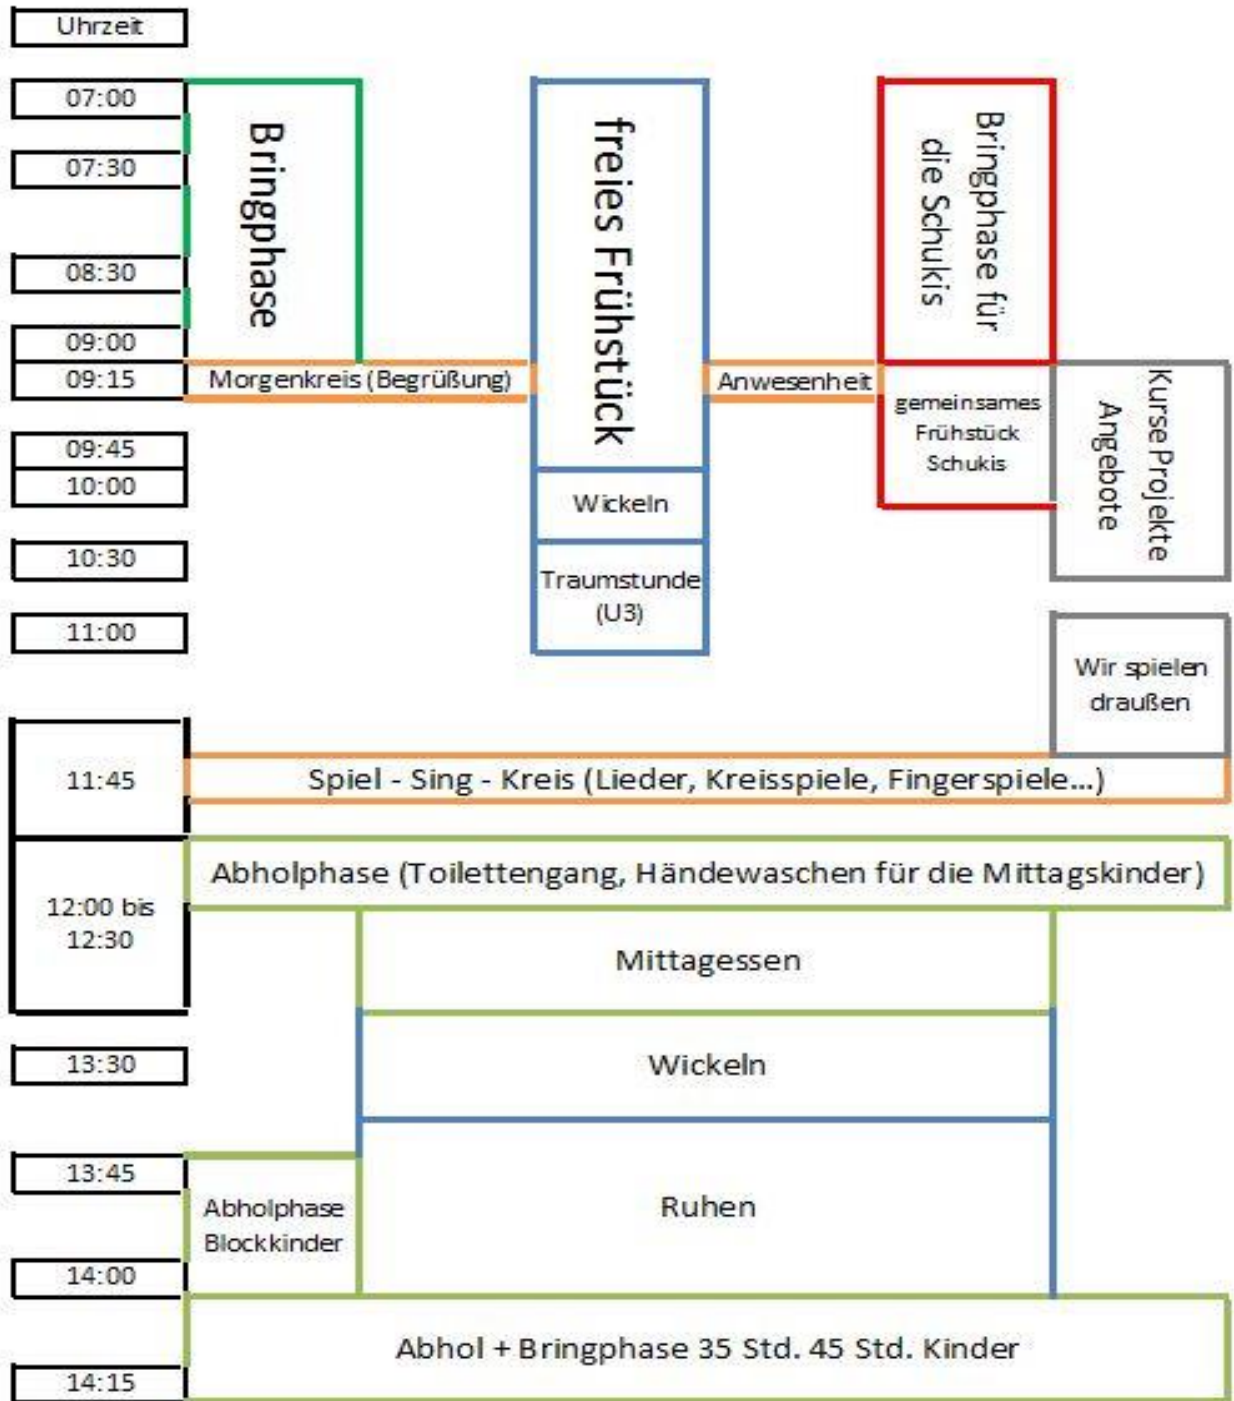 Uhrzeit
07:00
Bringphase
freies Frühstück
Bringphase für
die Schukis
07:30
08:30
09:00
09:15
Morgenkreis (Begrüßung)
Anwesenheit
gemeinsames
Frühstück
Schukis
Kurse Projekte
Angebote
09:45
10:00
Wickeln
10:30
Traumstunde
(U3)
11:00
Wir spielen
draußen
11:45
Spiel - Sing - Kreis (Lieder, Kreisspiele, Fingerspiele...)
Abholphase (Toilettengang, Händewaschen für die Mittagskinder)
12:00 bis
12:30
Mittagessen
13:30
Wickeln
13:45
Abholphase
Blockkinder
Ruhen
14:00
Abhol + Bringphase 35 Std. 45 Std. Kinder
14:15